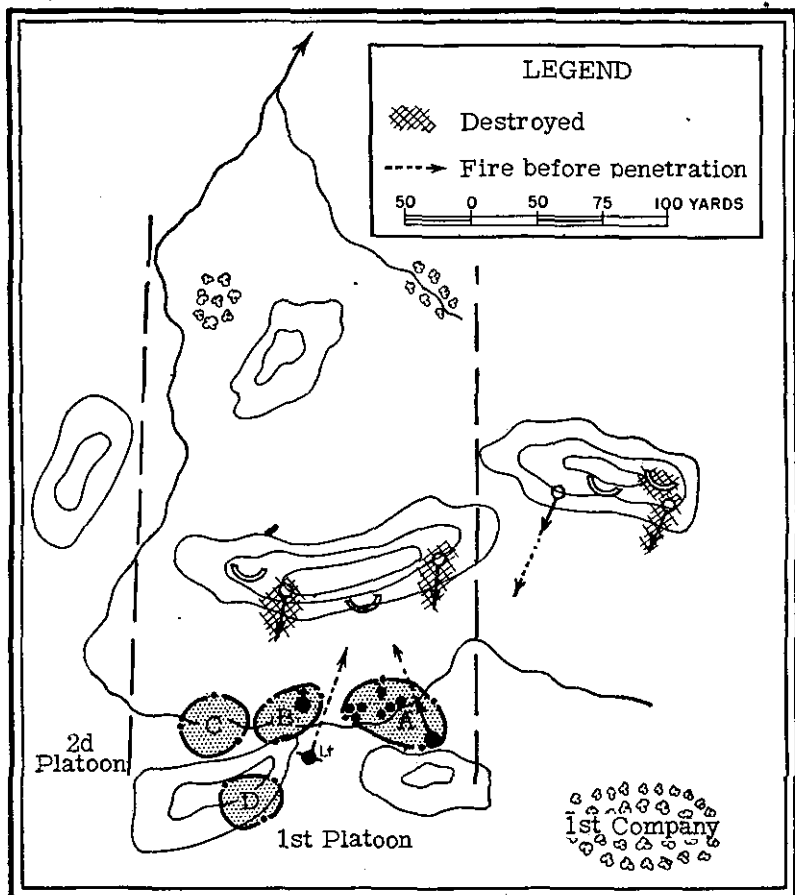 LEGEND
Destroyed
Fire before penetration
50 0 50 75 100 YARDS
C B A
Lt
2d
Platoon
D
1st Platoon
1st Company